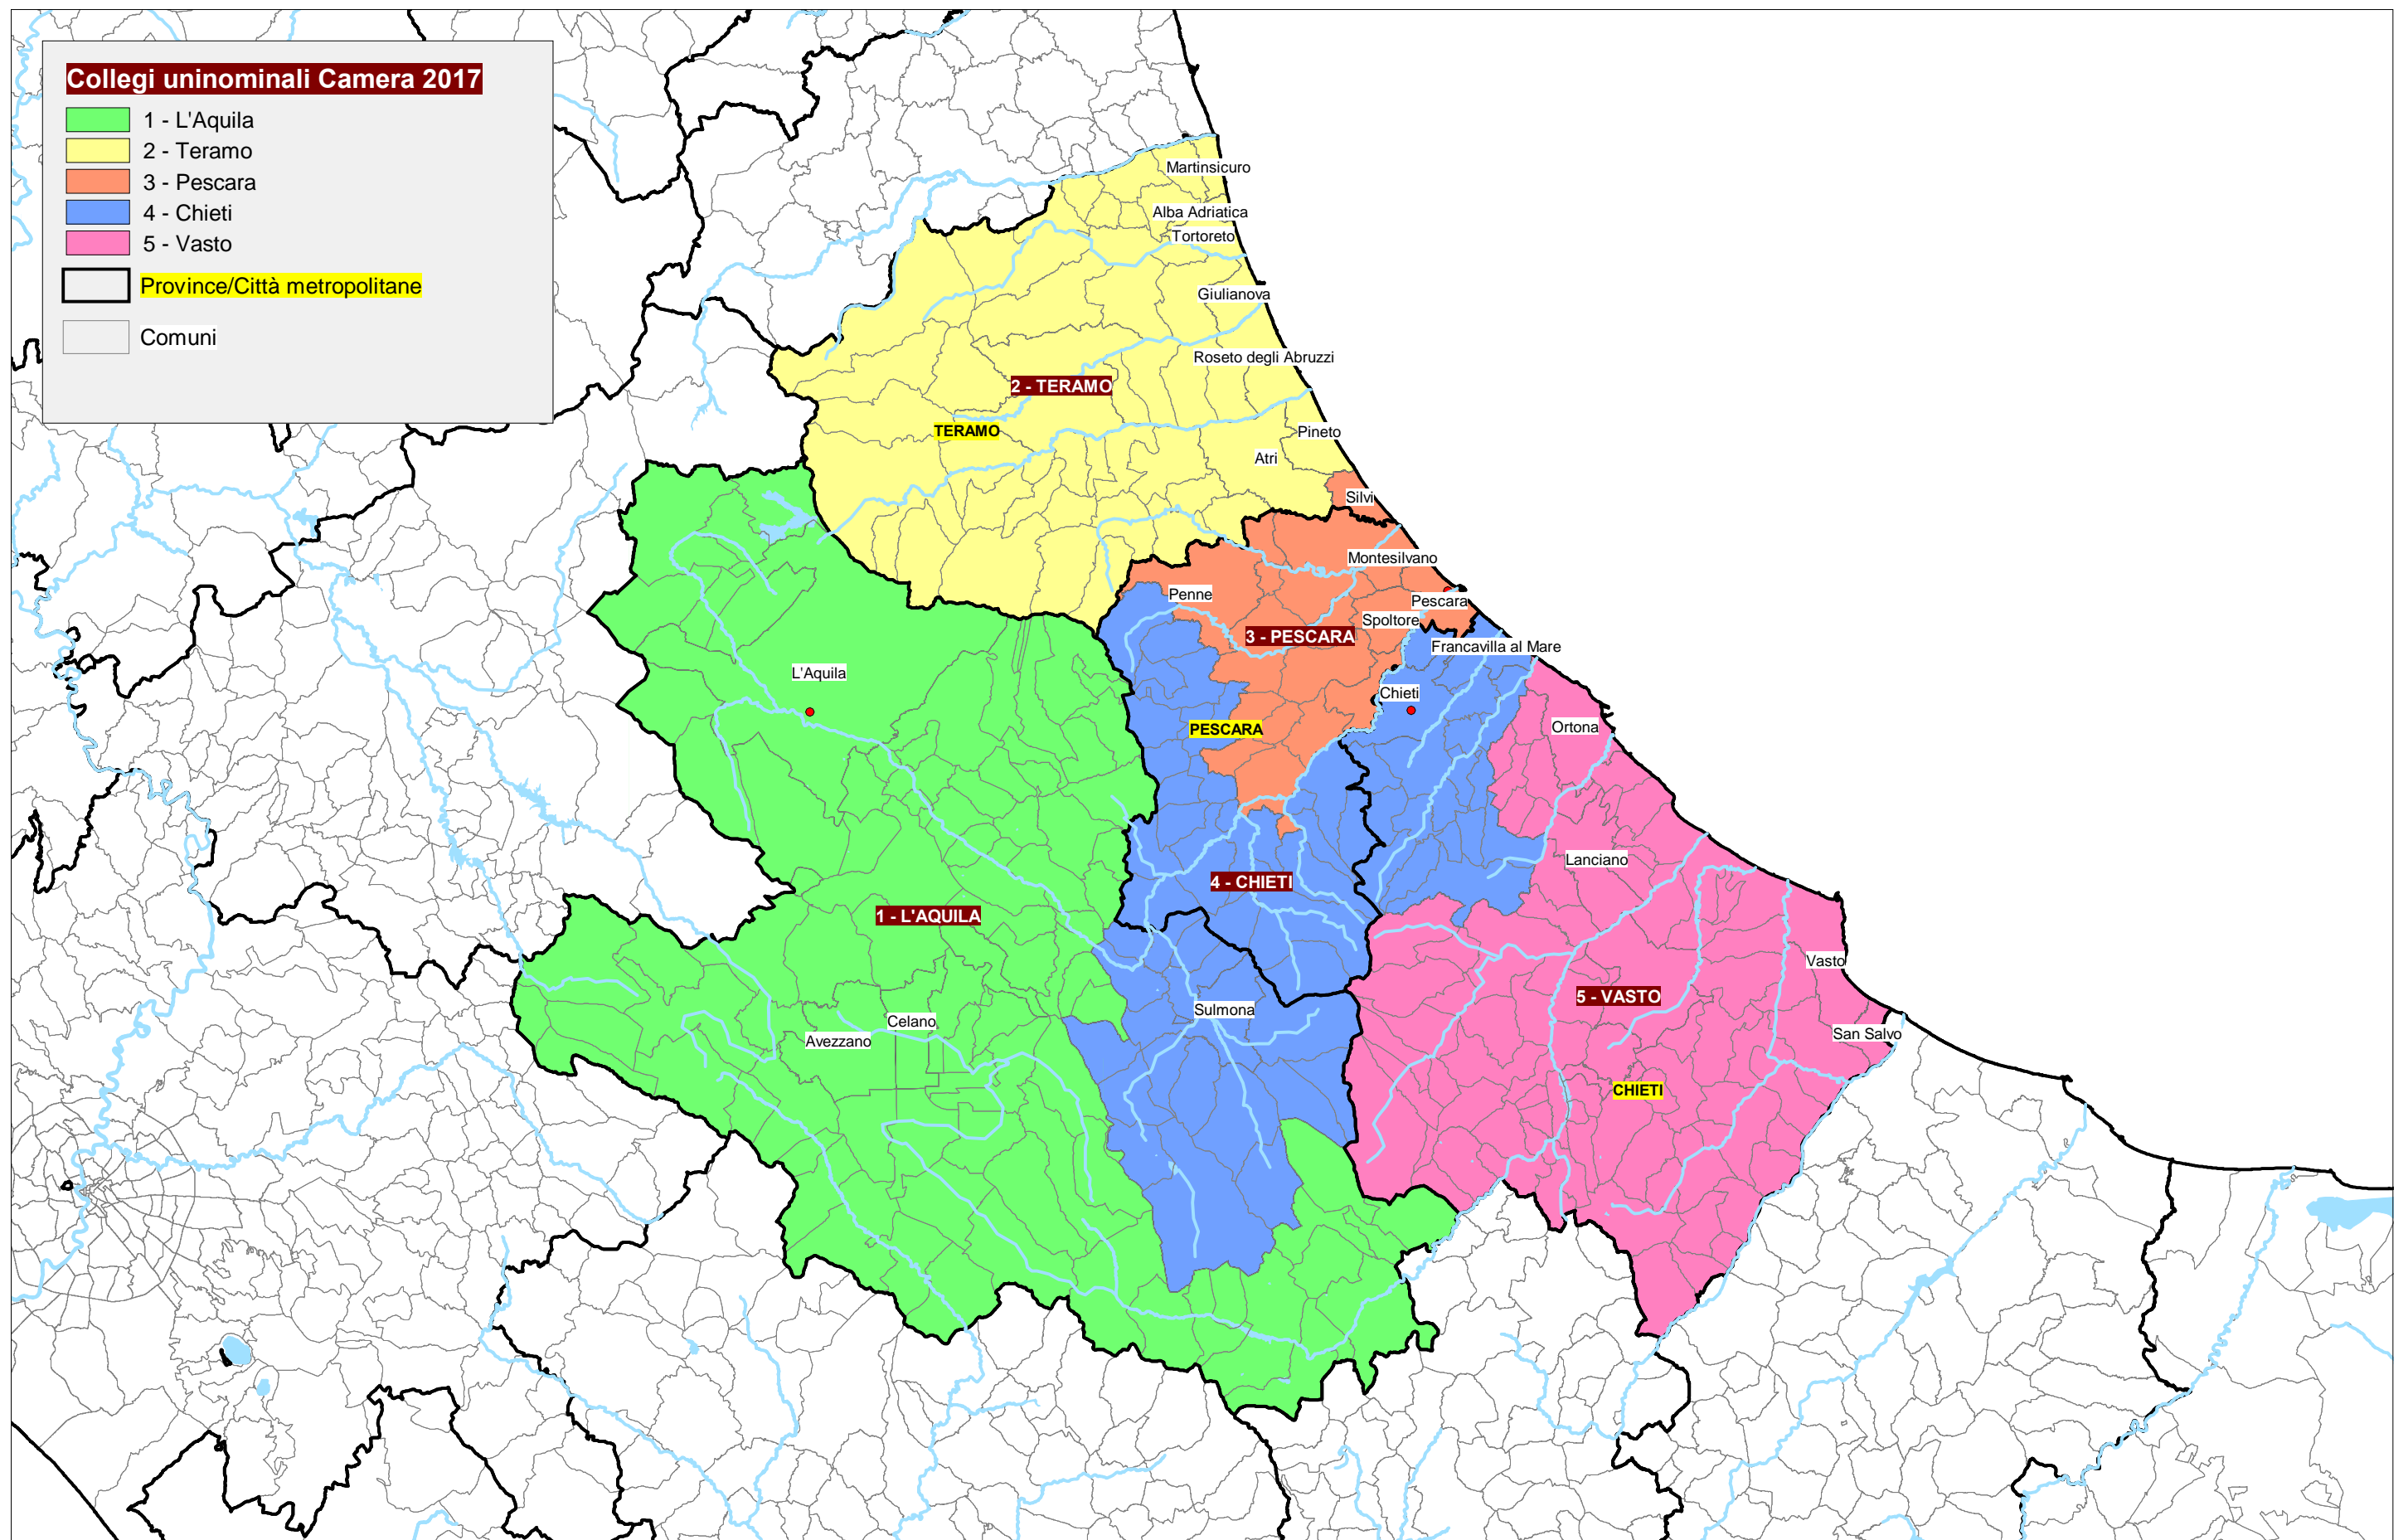 Collegi uninominali Camera 2017
1 - L'Aquila
2 - Teramo
3 - Pescara
4 - Chieti
5 - Vasto
Province/Città metropolitane
Comuni
Martinsicuro
Alba Adriatica
Tortoreto
Giulianova
Roseto degli Abruzzi
2 - TERAMO
TERAMO
Pineto
Atri
Silvi
Montesilvano
Penne
Pescara
Spoltore
3 - PESCARA
Francavilla al Mare
L'Aquila
Chieti
PESCARA
Ortona
Lanciano
4 - CHIETI
1 - L'AQUILA
Vasto
5 - VASTO
Sulmona
Celano
San Salvo
Avezzano
CHIETI